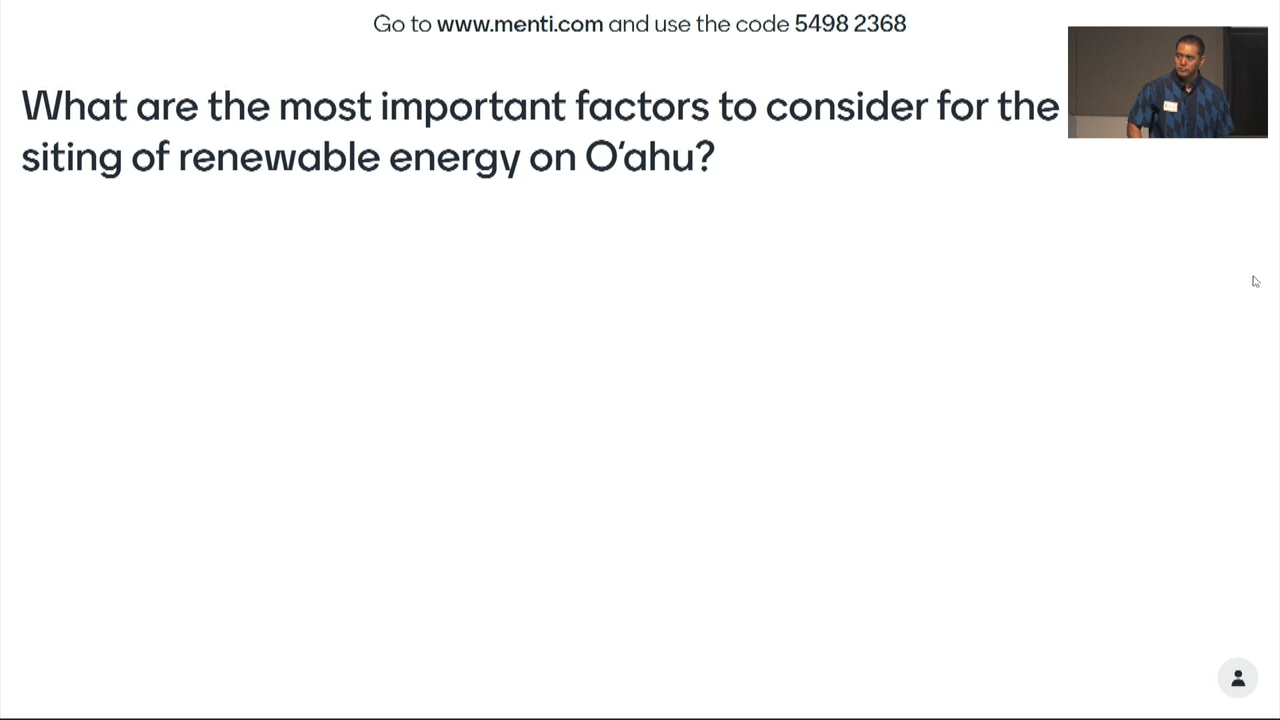 Go to www.menti.com and use the code 5498 2368
What are the most important factors to consider for the
siting of renewable energy on Oʻahu?